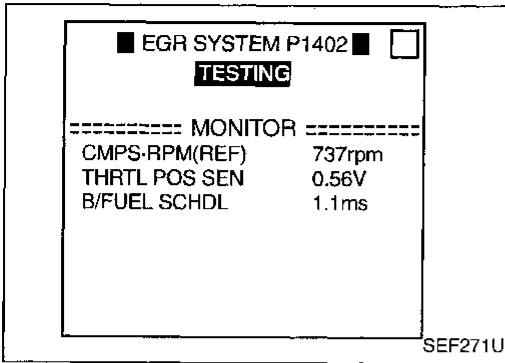 EGR SYSTEM P1402
TESTING
========= MONITOR =========
CMPS·RPM(REF) 737rpm
THRTL POS SEN 0.56V
B/FUEL SCHDL 1.1ms
SEF271U